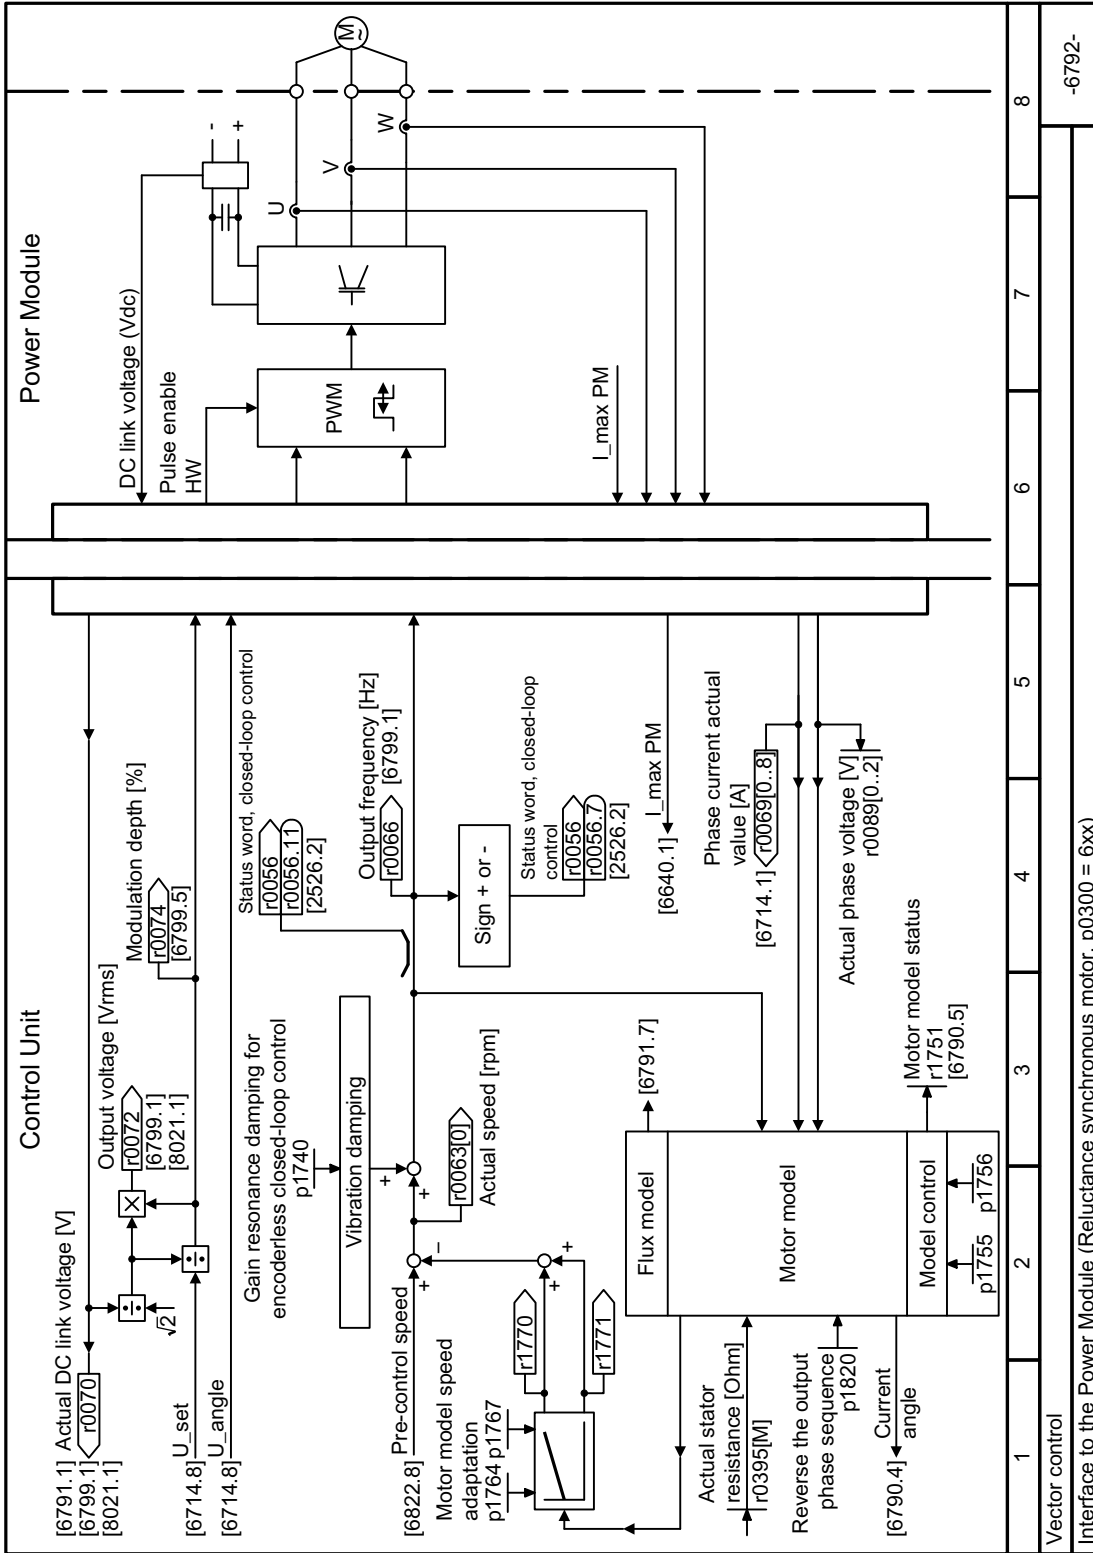 Control Unit
Power Module
[6791.1] Actual DC link voltage [V]
[6799.1] r0070
[8021.1]
√2
Output voltage [Vrms]
r0072
[6799.1]
[8021.1]
Modulation depth [%]
r0074
[6799.5]
[6714.8] U_set
[6714.8] U_angle
Status word, closed-loop control
r0056
r0056.11
[2526.2]
Gain resonance damping for
encoderless closed-loop control
p1740
Vibration damping
Output frequency [Hz]
r0066 [6799.1]
[6822.8] Pre-control speed
+
–
+
+
r0063[0]
Actual speed [rpm]
Sign + or -
Status word, closed-loop
control
r0056
r0056.7
[2526.2]
Motor model speed
adaptation
p1764 p1767
r1770
r1771
+
+
[6640.1] I_max PM
Flux model
[6791.7]
Motor model
Model control
p1755 p1756
Phase current actual
value [A]
[6714.1] r0069[0..8]
Actual phase voltage [V]
r0089[0..2]
Motor model status
r1751
[6790.5]
Actual stator
resistance [Ohm]
r0395[M]
Reverse the output
phase sequence
p1820
[6790.4] Current
angle
DC link voltage (Vdc)
Pulse enable
HW
PWM
-
+
U
V
W
M
~
I_max PM
1 2 3 4 5 6 7 8
Vector control
-6792-
Interface to the Power Module (Reluctance synchronous motor, p0300 = 6xx)